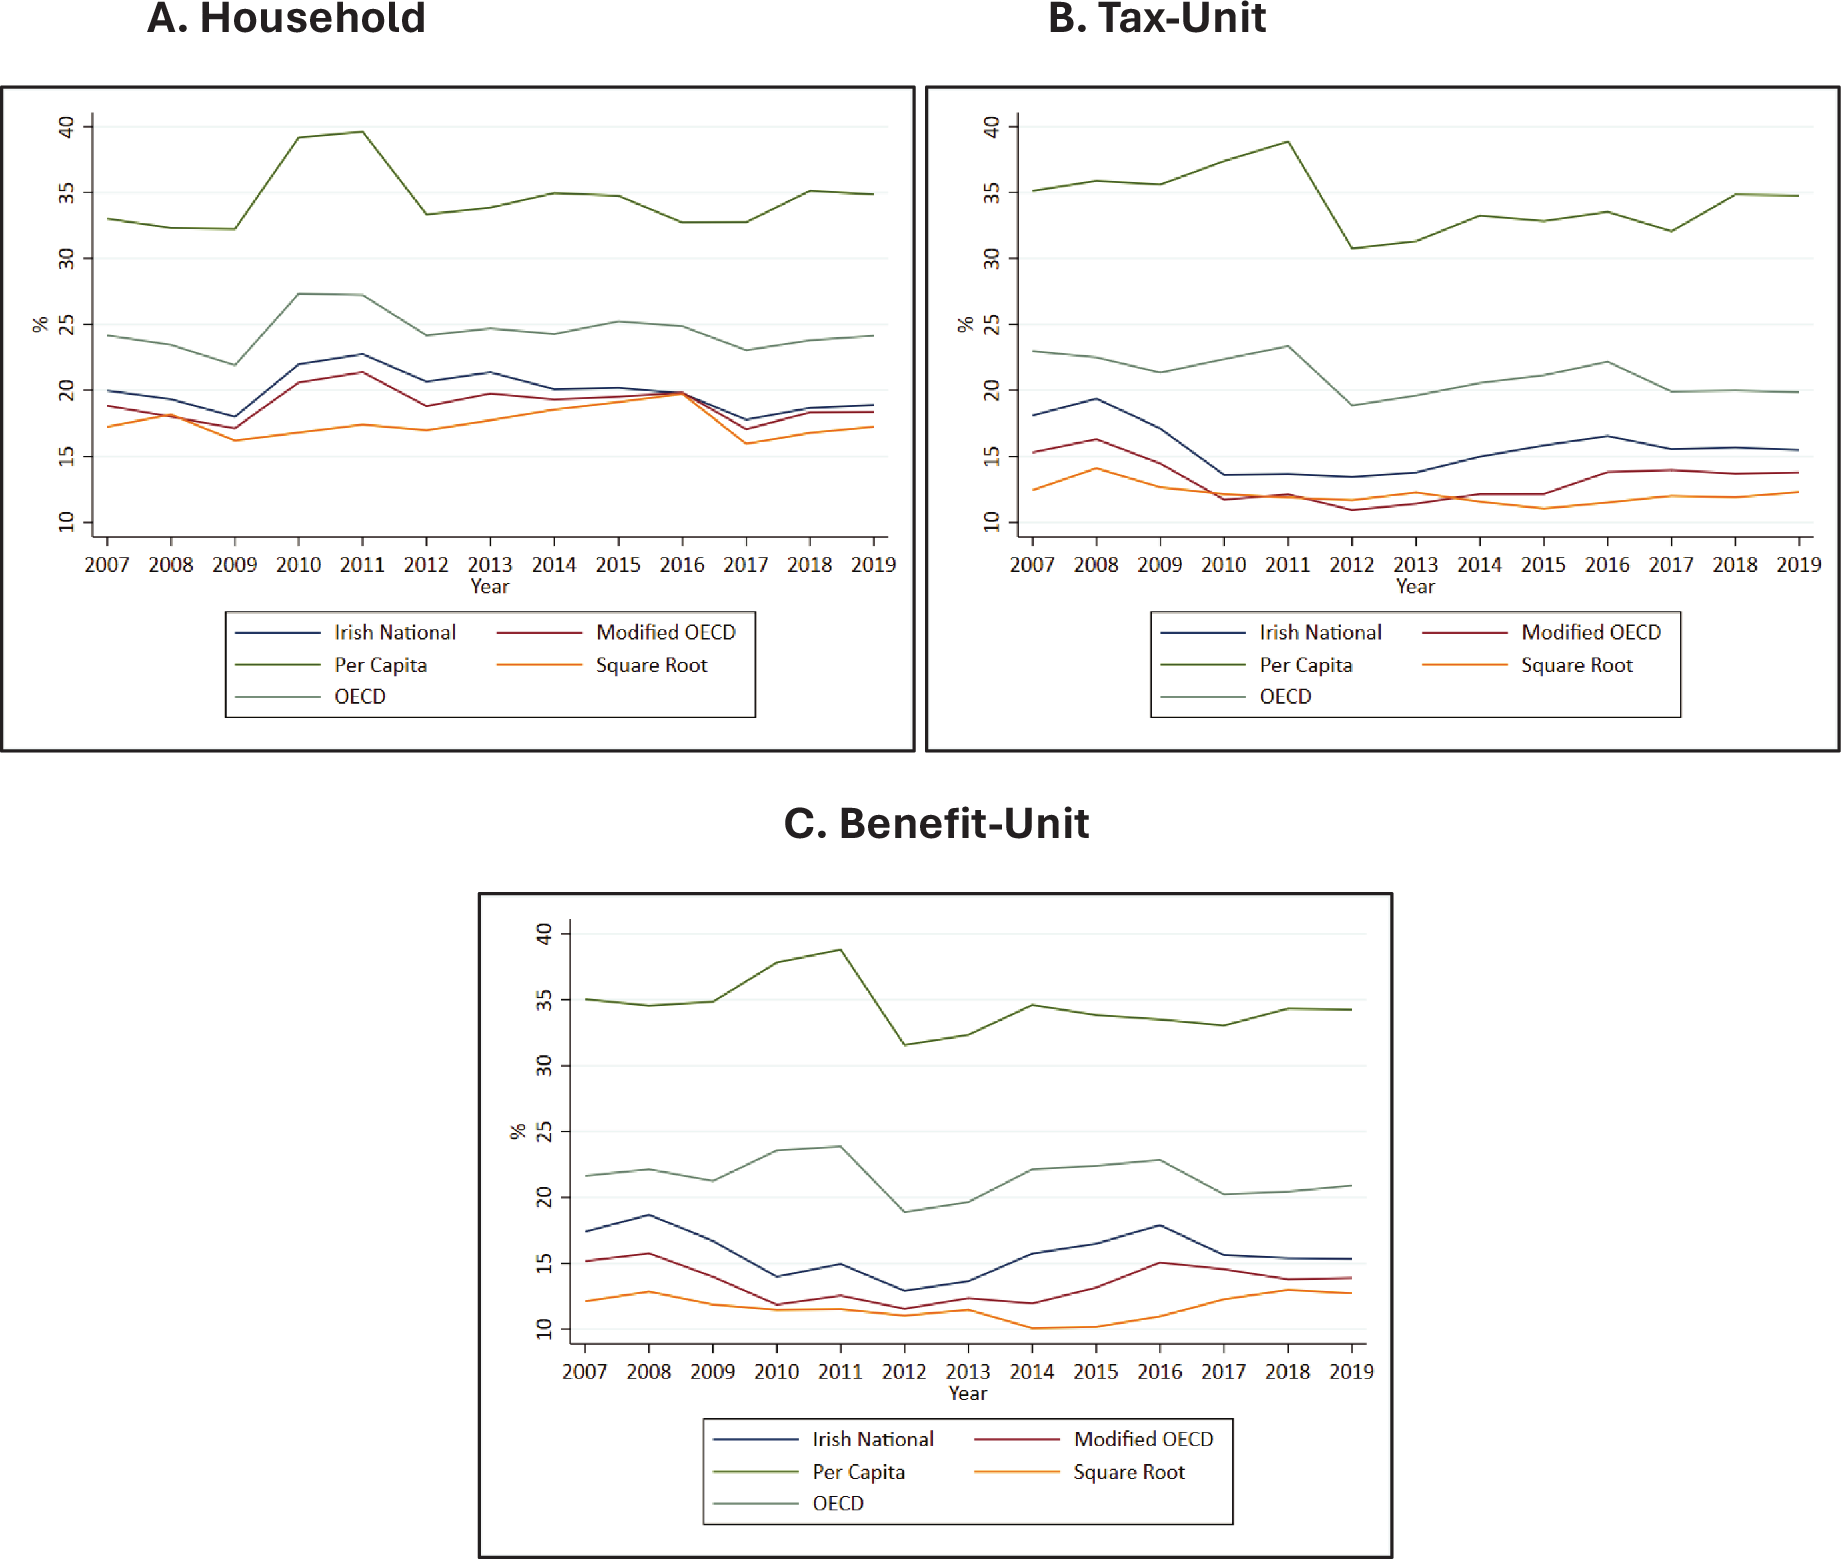 A. Household
40
35
30
25
20
15
10
%
2007 2008 2009 2010 2011 2012 2013 2014 2015 2016 2017 2018 2019
Year
Irish National Modified OECD
Per Capita Square Root
OECD
B. Tax-Unit
40
35
30
25
20
15
10
%
2007 2008 2009 2010 2011 2012 2013 2014 2015 2016 2017 2018 2019
Year
Irish National Modified OECD
Per Capita Square Root
OECD
C. Benefit-Unit
40
35
30
25
20
15
10
%
2007 2008 2009 2010 2011 2012 2013 2014 2015 2016 2017 2018 2019
Year
Irish National Modified OECD
Per Capita Square Root
OECD